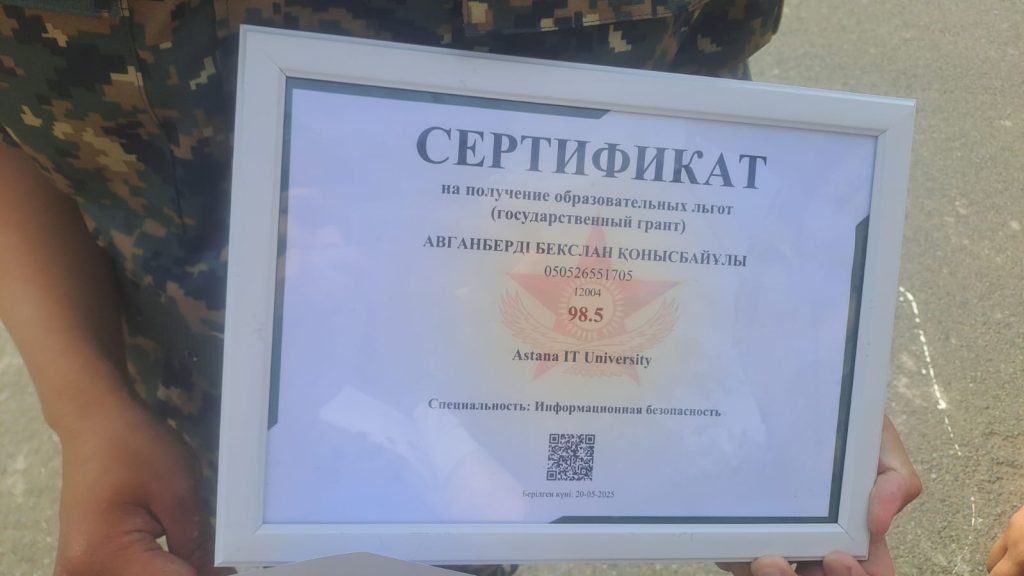 СЕРТИФИКАТ
на получение образовательных льгот
(государственный грант)
АВГАНБЕРДІ БЕКСЛАН ҚОНИСБАЙҰЛЫ
050526551705
12004
98.5
Astana IT University
Специальность: Информационная безопасность
Берілген күні: 20-05-2025